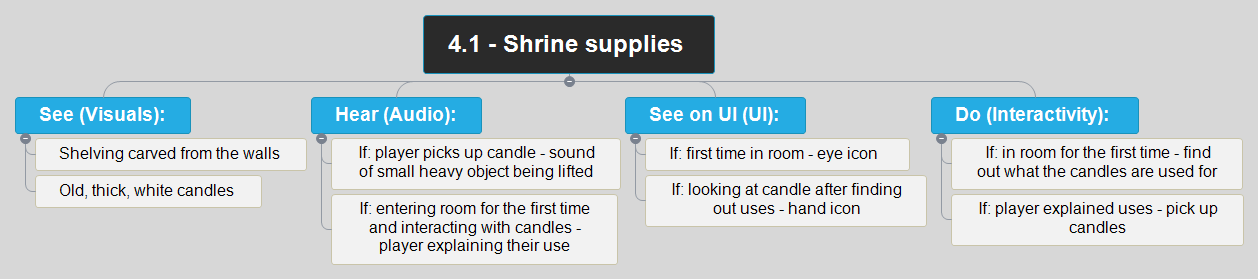 4.1 - Shrine supplies
See (Visuals):
Shelving carved from the walls
Old, thick, white candles
Hear (Audio):
If: player picks up candle - sound
of small heavy object being lifted
If: entering room for the first time
and interacting with candles -
player explaining their use
See on UI (UI):
If: first time in room - eye icon
If: looking at candle after finding
out uses - hand icon
Do (Interactivity):
If: in room for the first time - find
out what the candles are used for
If: player explained uses - pick up
candles